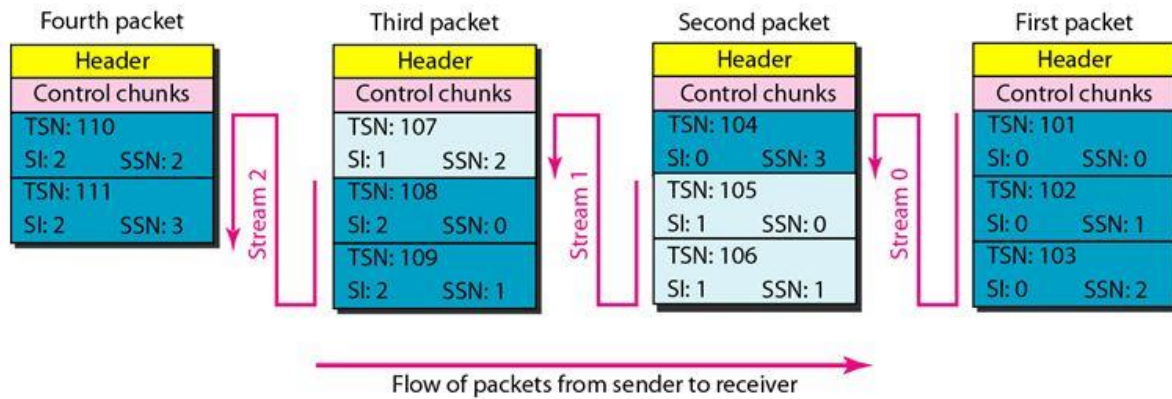 Fourth packet
Header
Control chunks
TSN: 110
SI: 2 SSN: 2
TSN: 111
SI: 2 SSN: 3
Stream 2
Third packet
Header
Control chunks
TSN: 107
SI: 1 SSN: 2
TSN: 108
SI: 2 SSN: 0
TSN: 109
SI: 2 SSN: 1
Stream 1
Second packet
Header
Control chunks
TSN: 104
SI: 0 SSN: 3
TSN: 105
SI: 1 SSN: 0
TSN: 106
SI: 1 SSN: 1
Stream 0
First packet
Header
Control chunks
TSN: 101
SI: 0 SSN: 0
TSN: 102
SI: 0 SSN: 1
TSN: 103
SI: 0 SSN: 2
Flow of packets from sender to receiver